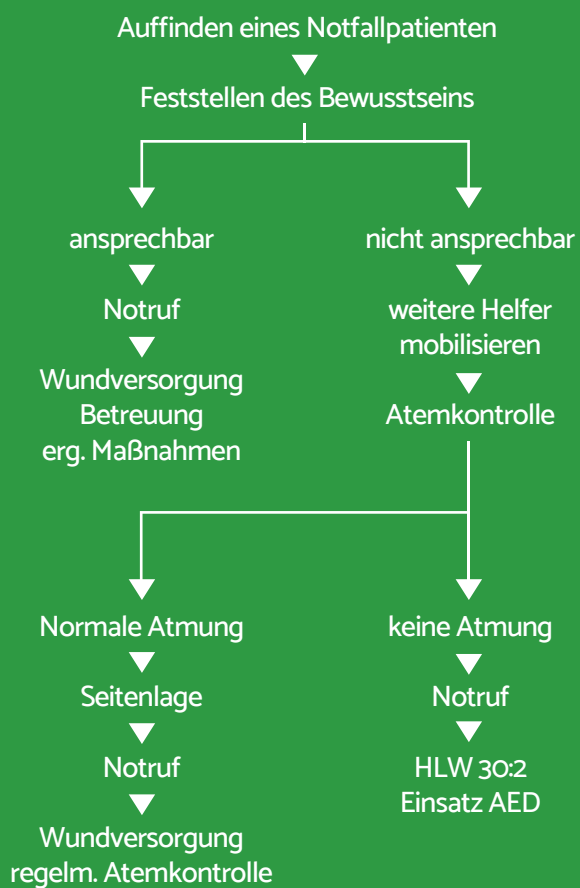 Auffinden eines Notfallpatienten
Feststellen des Bewusstseins
ansprechbar
Notruf
Wundversorgung
Betreuung
erg. Maßnahmen
nicht ansprechbar
weitere Helfer
mobilisieren
Atemkontrolle
Normale Atmung
Seitenlage
Notruf
Wundversorgung
regelm. Atemkontrolle
keine Atmung
Notruf
HLW 30:2
Einsatz AED